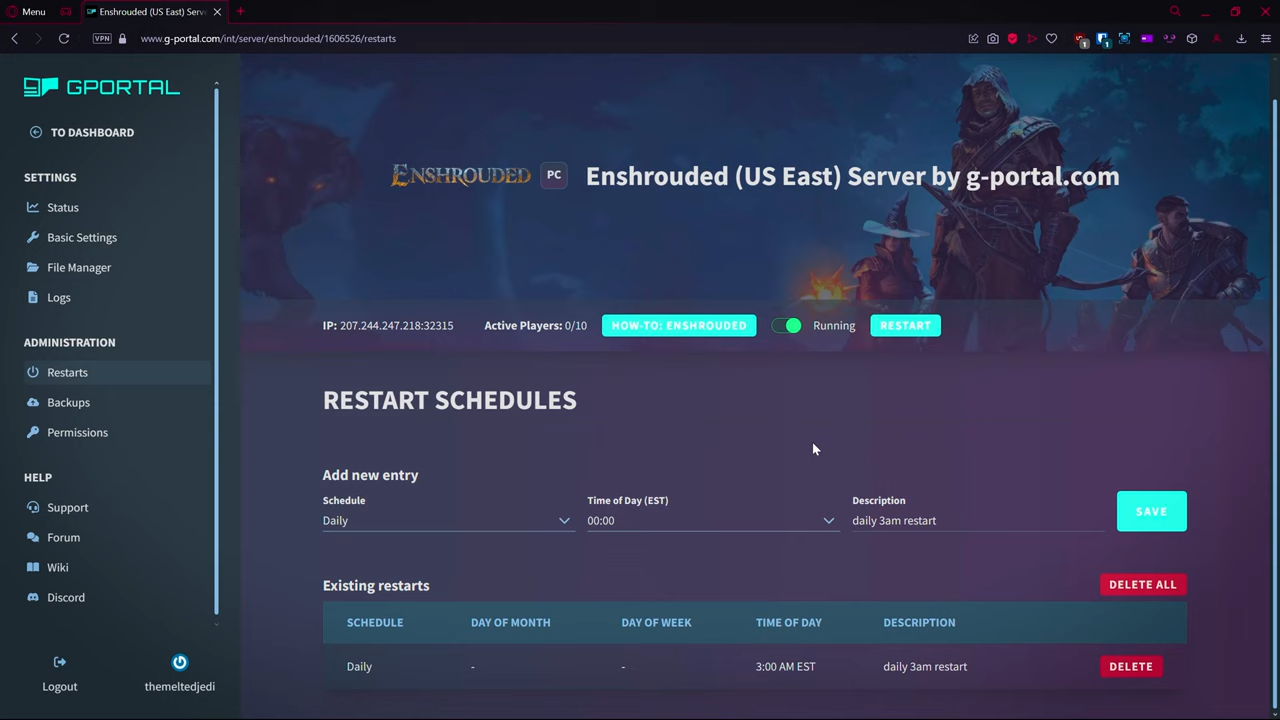 Menu
Enshrouded (US East) Serv
VPN
www.g-portal.com/int/server/enshrouded/1606526/restarts
1
1
GPORTAL
TO DASHBOARD
SETTINGS
Status
Basic Settings
File Manager
Logs
ADMINISTRATION
Restarts
Backups
Permissions
HELP
Support
Forum
Wiki
Discord
Logout
themeltedjedi
ENSHROUDED
PC
Enshrouded (US East) Server by g-portal.com
IP: 207.244.247.218:32315
Active Players: 0/10
HOW-TO: ENSHROUDED
Running
RESTART
RESTART SCHEDULES
Add new entry
Schedule
Time of Day (EST)
Description
Daily
00:00
daily 3am restart
SAVE
Existing restarts
DELETE ALL
SCHEDULE
DAY OF MONTH
DAY OF WEEK
TIME OF DAY
DESCRIPTION
Daily
-
-
3:00 AM EST
daily 3am restart
DELETE